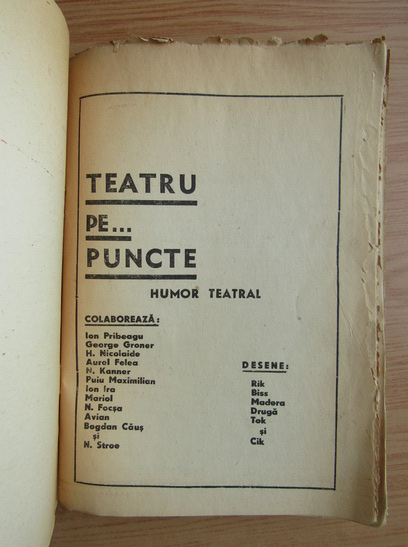 TEATRU
PE...
PUNCTE
HUMOR TEATRAL
COLABOREAZĂ:
Ion Pribeagu
George Groner
H. Nicolaide
Aurel Felea
N. Kanner
Puiu Maximilian
Ion Ira
Mariol
N. Focșa
Avian
Bogdan Căuș
și
N. Stroe
DESENE:
Rik
Biss
Madera
Drugă
Tok
și
Cik